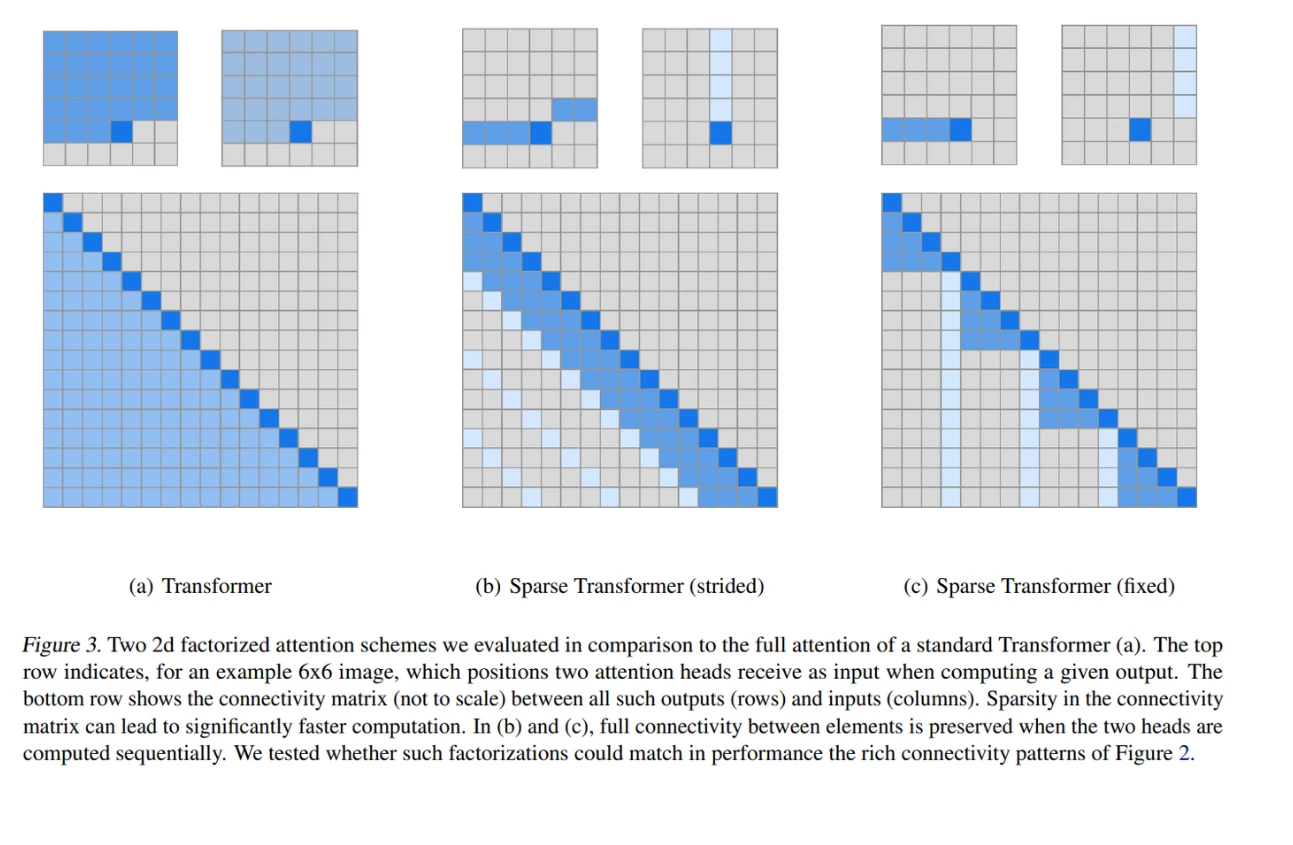 (a) Transformer
(b) Sparse Transformer (strided)
(c) Sparse Transformer (fixed)
Figure 3. Two 2d factorized attention schemes we evaluated in comparison to the full attention of a standard Transformer (a). The top
row indicates, for an example 6x6 image, which positions two attention heads receive as input when computing a given output. The
bottom row shows the connectivity matrix (not to scale) between all such outputs (rows) and inputs (columns). Sparsity in the connectivity
matrix can lead to significantly faster computation. In (b) and (c), full connectivity between elements is preserved when the two heads are
computed sequentially. We tested whether such factorizations could match in performance the rich connectivity patterns of Figure 2.